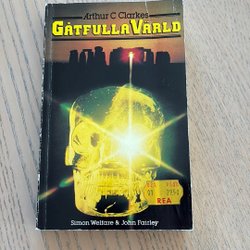 Arthur C Clarkes
GÅTFULLA VÄRLD
REA
Simon Welfare & John Fairley